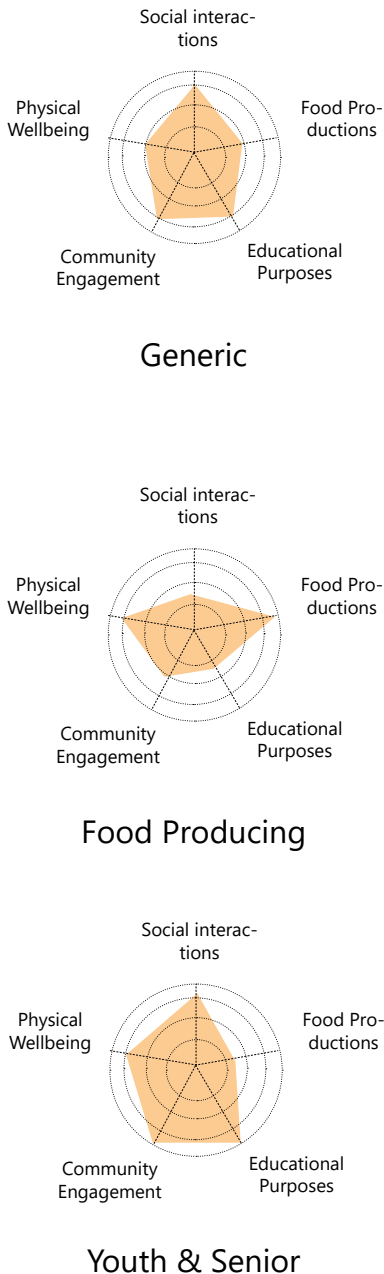 Social interac-
tions
Physical
Wellbeing
Food Pro-
ductions
Community
Engagement
Educational
Purposes
Generic
Social interac-
tions
Physical
Wellbeing
Food Pro-
ductions
Community
Engagement
Educational
Purposes
Food Producing
Social interac-
tions
Physical
Wellbeing
Food Pro-
ductions
Community
Engagement
Educational
Purposes
Youth & Senior